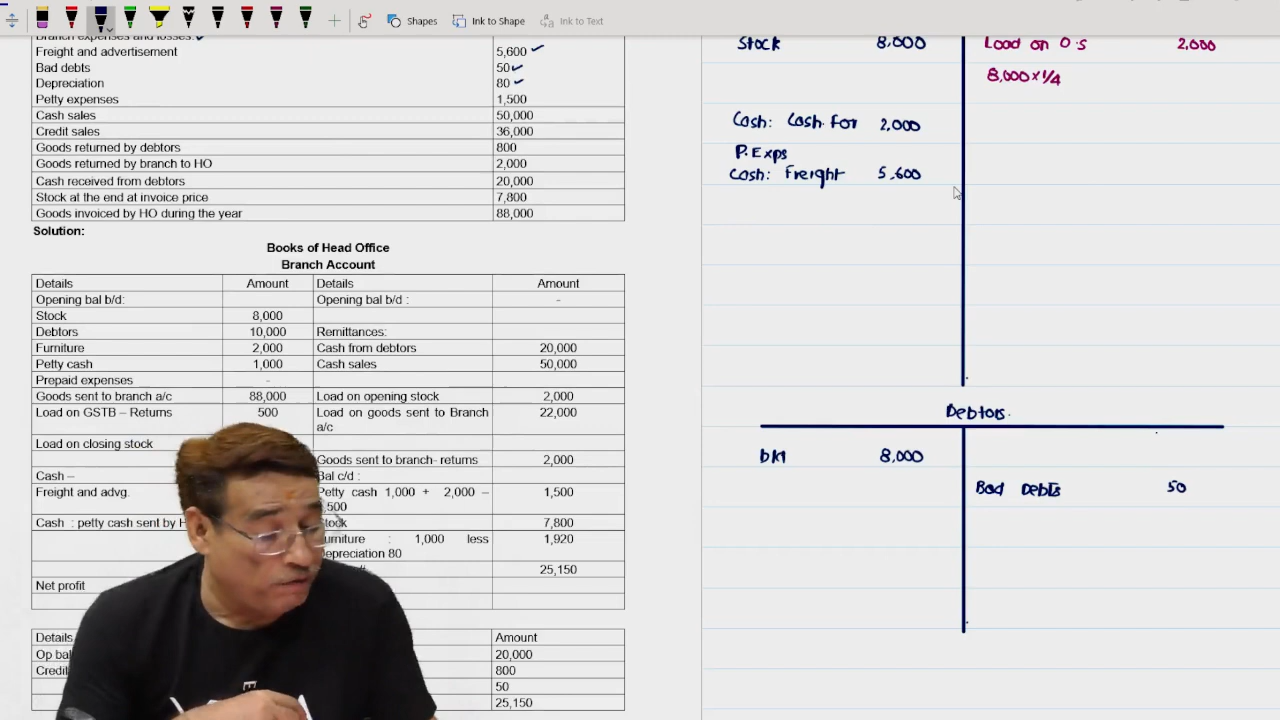 Shapes
Ink to Shape
Ink to Text
Branch expenses and losses:
Freight and advertisement 5,600
Bad debts 50
Depreciation 80
Petty expenses 1,500
Cash sales 50,000
Credit sales 36,000
Goods returned by debtors 800
Goods returned by branch to HO 2,000
Cash received from debtors 20,000
Stock at the end at invoice price 7,800
Goods invoiced by HO during the year 88,000
Solution:
Books of Head Office
Branch Account
Details Amount Details Amount
Opening bal b/d: Opening bal b/d : -
Stock 8,000
Debtors 10,000 Remittances:
Furniture 2,000 Cash from debtors 20,000
Petty cash 1,000 Cash sales 50,000
Prepaid expenses -
Goods sent to branch a/c 88,000 Load on opening stock 2,000
Load on GSTB – Returns 500 Load on goods sent to Branch a/c 22,000
Load on closing stock
Goods sent to branch- returns 2,000
Cash – Bal c/d :
Freight and advg. Petty cash 1,000 + 2,000 – 1,500
,500
Cash : petty cash sent by H Stock 7,800
: 1,000 less 1,920
Depreciation 80
25,150
Net profit
Details Amount
Op bal 20,000
Credit 800
50
25,150
Stock 8,000 Load on O.S 2,000
8,000 x 1/4
Cash: Cash for 2,000
P.Exps
Cash: Freight 5,600
Debtors
b/d 8,000
Bad Debts 50